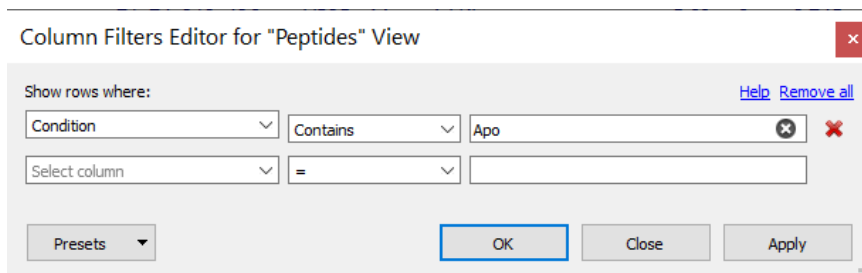 Column Filters Editor for "Peptides" View
Show rows where:
Help Remove all
Condition Contains Apo
Select column =
Presets OK Close Apply